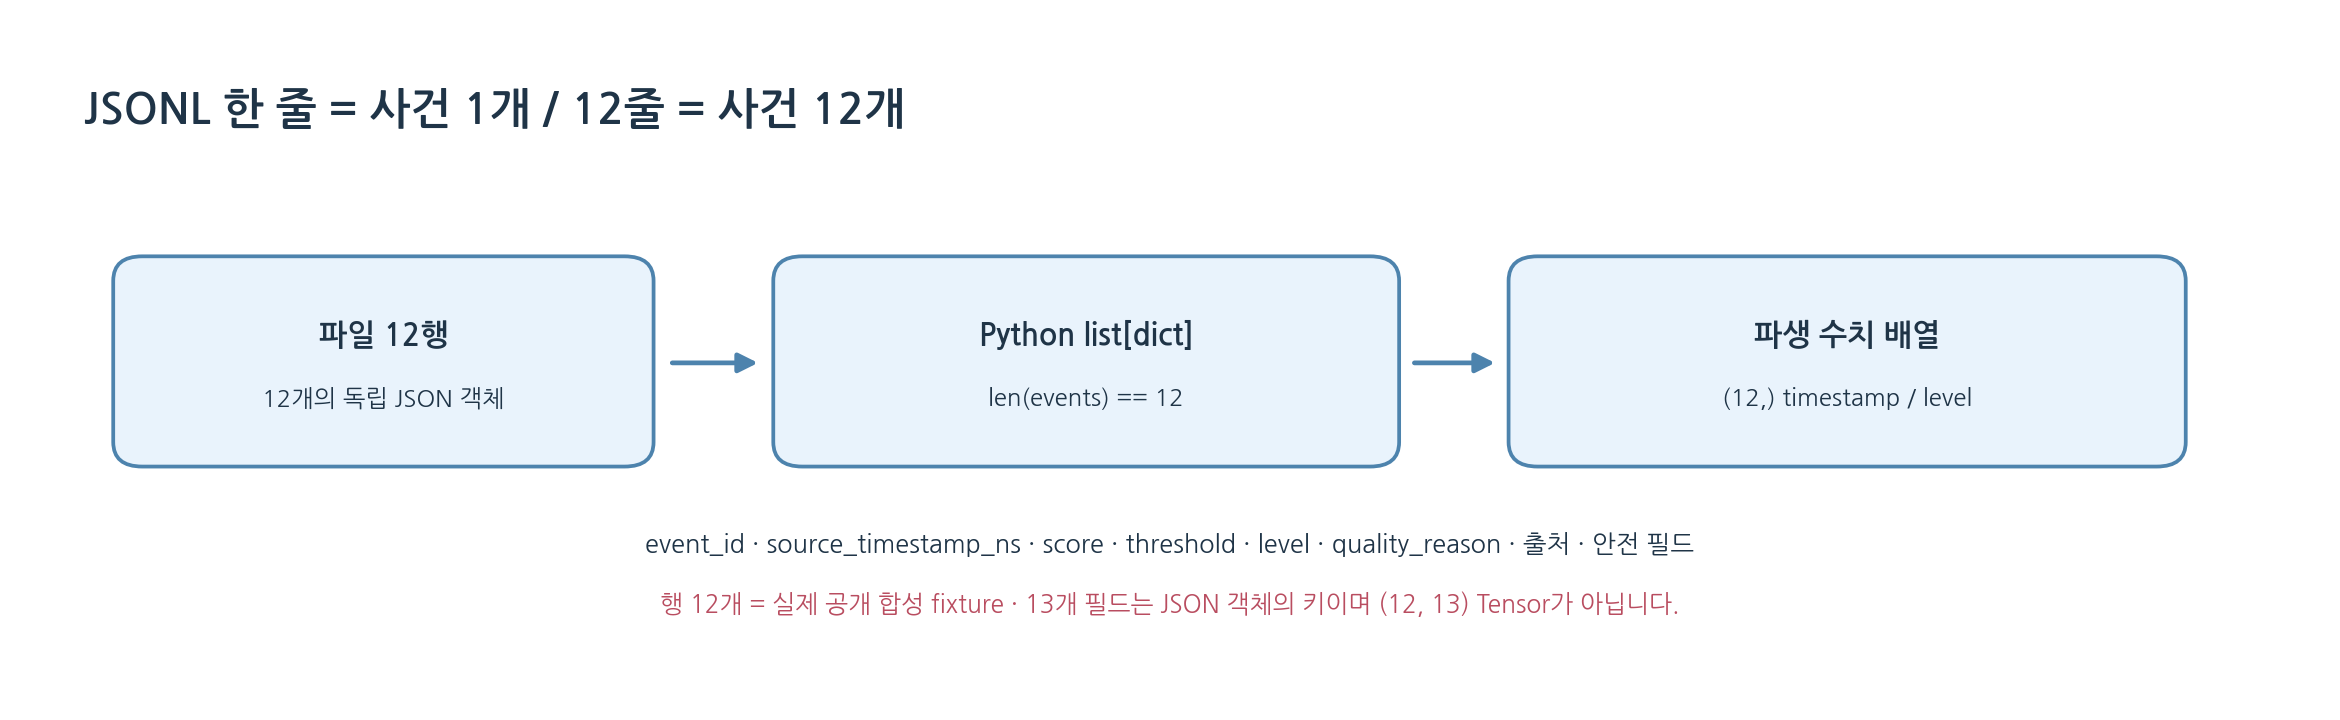 JSONL 한 줄 = 사건 1개 / 12줄 = 사건 12개
파일 12행
12개의 독립 JSON 객체
Python list[dict]
len(events) == 12
파생 수치 배열
(12,) timestamp / level
event_id · source_timestamp_ns · score · threshold · level · quality_reason · 출처 · 안전 필드
행 12개 = 실제 공개 합성 fixture · 13개 필드는 JSON 객체의 키이며 (12, 13) Tensor가 아닙니다.